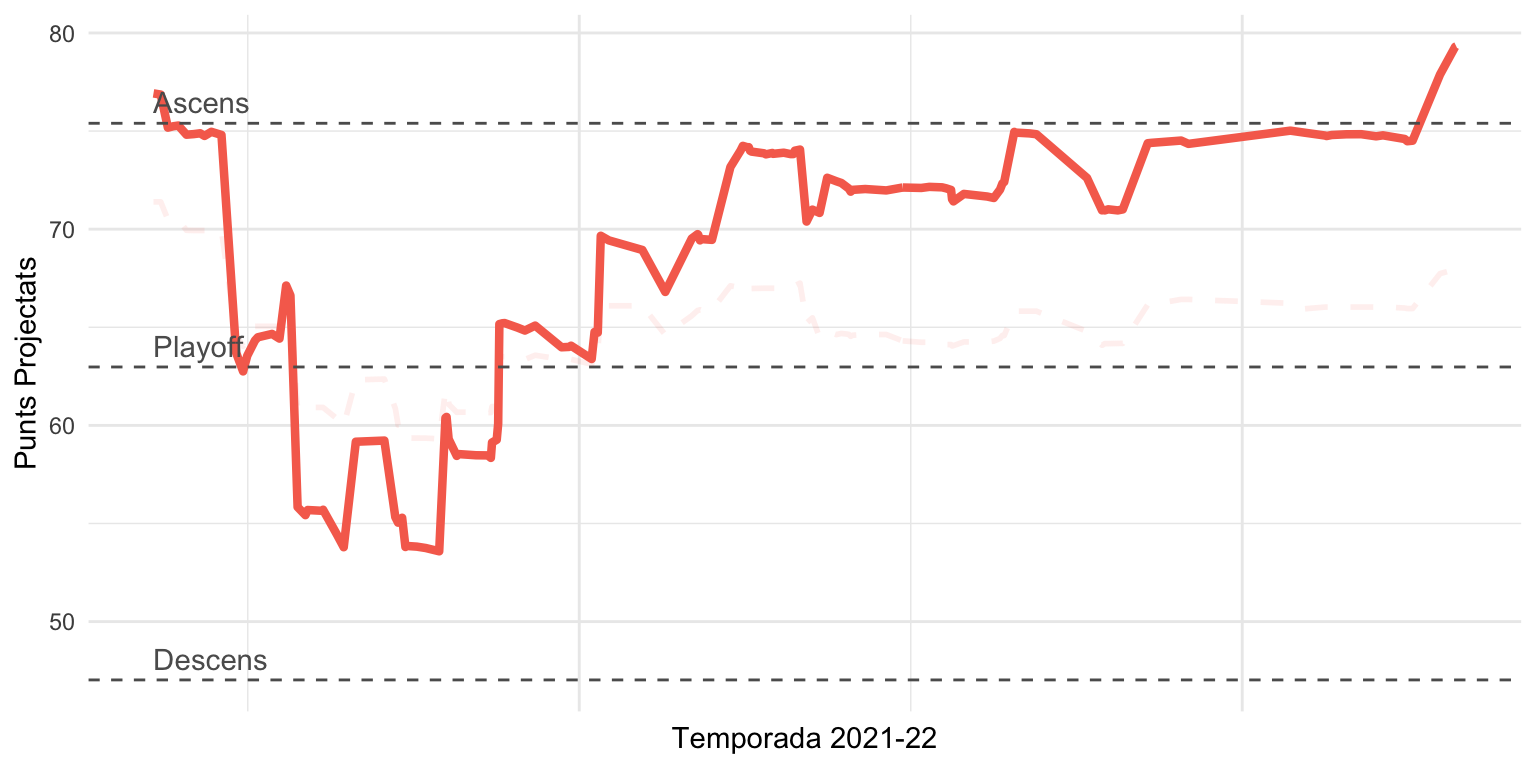 80
Ascens
70
Playoff
60
50
Descens
Punts Projectats
Temporada 2021-22